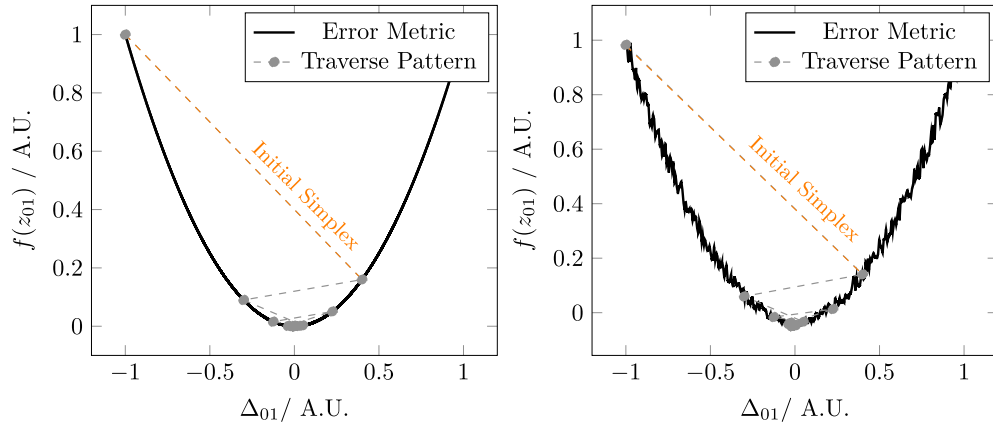 Error Metric
Traverse Pattern
Initial Simplex
1
0.8
0.6
0.4
0.2
0
−1
−0.5
0
0.5
1
f(z₀₁) / A.U.
Δ₀₁/ A.U.
Error Metric
Traverse Pattern
Initial Simplex
1
0.8
0.6
0.4
0.2
0
−1
−0.5
0
0.5
1
f(z₀₁) / A.U.
Δ₀₁/ A.U.